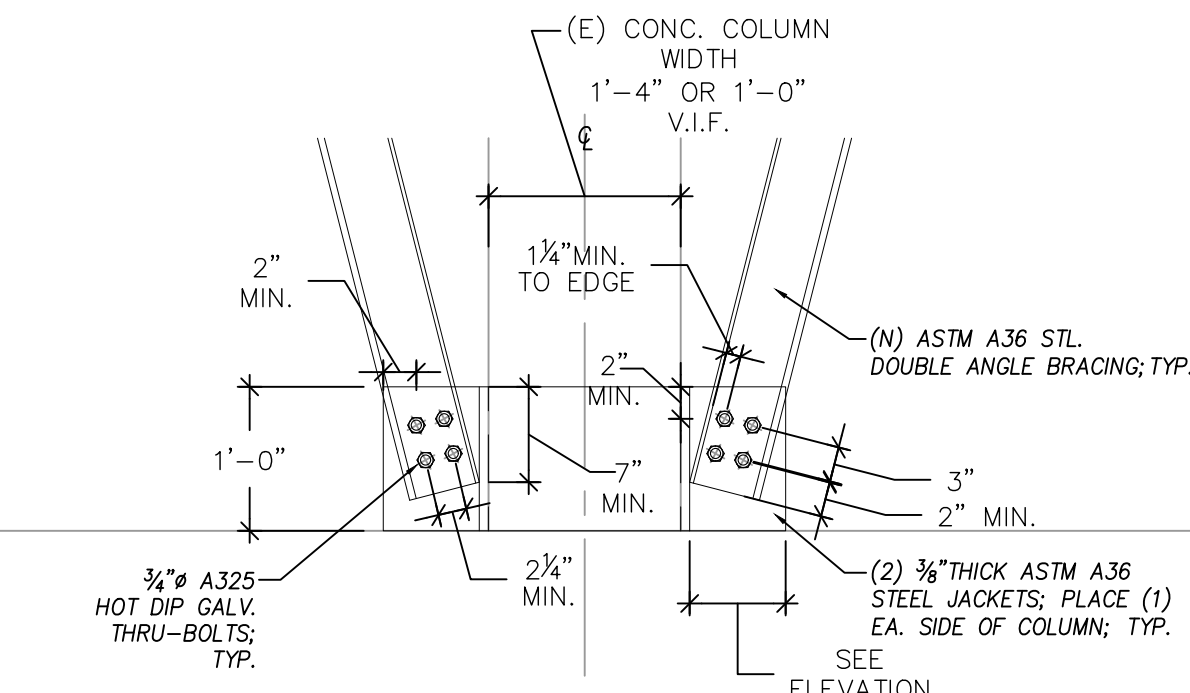 (E) CONC. COLUMN
WIDTH
1'-4" OR 1'-0"
V.I.F.
℄
1¼" MIN.
TO EDGE
2"
MIN.
(N) ASTM A36 STL.
DOUBLE ANGLE BRACING; TYP.
2"
MIN.
1'-0"
7"
MIN.
3"
2" MIN.
2¼"
MIN.
¾"ø A325
HOT DIP GALV.
THRU-BOLTS;
TYP.
(2) ⅜" THICK ASTM A36
STEEL JACKETS; PLACE (1)
EA. SIDE OF COLUMN; TYP.
SEE
ELEVATION